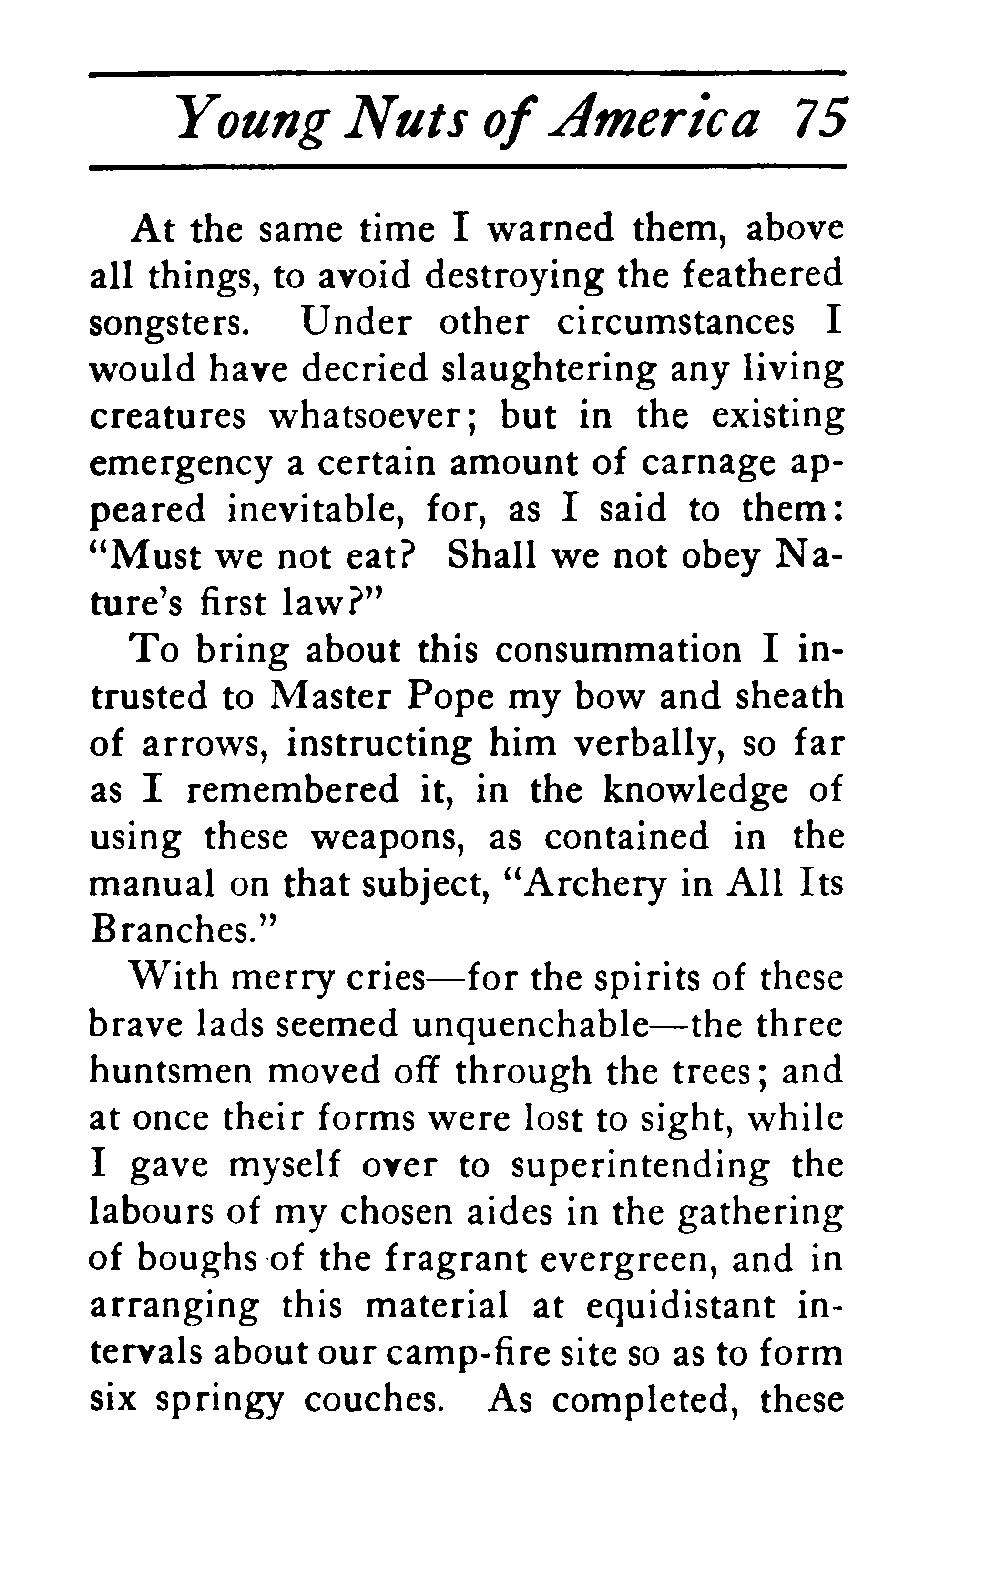 Young Nuts of America 75
At the same time I warned them, above
all things, to avoid destroying the feathered
songsters. Under other circumstances I
would have decried slaughtering any living
creatures whatsoever; but in the existing
emergency a certain amount of carnage ap-
peared inevitable, for, as I said to them:
“Must we not eat? Shall we not obey Na-
ture’s first law?”
To bring about this consummation I in-
trusted to Master Pope my bow and sheath
of arrows, instructing him verbally, so far
as I remembered it, in the knowledge of
using these weapons, as contained in the
manual on that subject, “Archery in All Its
Branches.”
With merry cries—for the spirits of these
brave lads seemed unquenchable—the three
huntsmen moved off through the trees; and
at once their forms were lost to sight, while
I gave myself over to superintending the
labours of my chosen aides in the gathering
of boughs of the fragrant evergreen, and in
arranging this material at equidistant in-
tervals about our camp-fire site so as to form
six springy couches. As completed, these